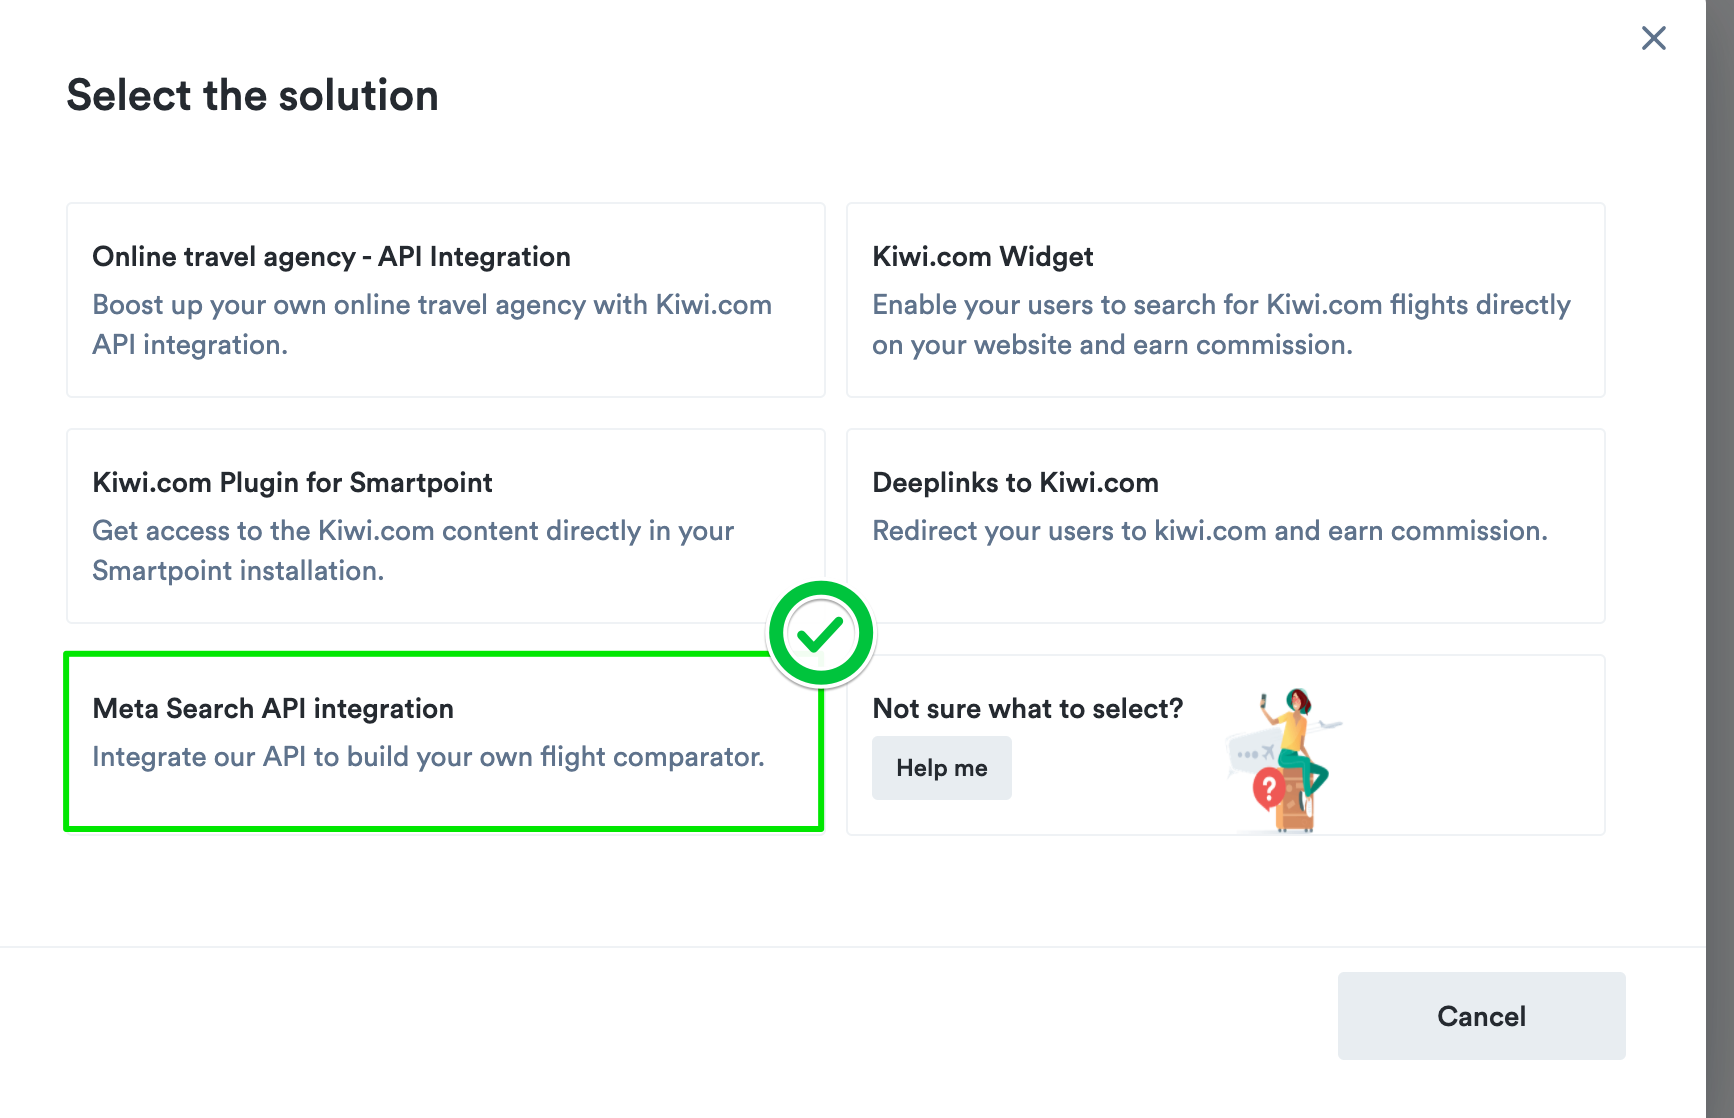 Select the solution
Online travel agency - API Integration
Boost up your own online travel agency with Kiwi.com
API integration.
Kiwi.com Widget
Enable your users to search for Kiwi.com flights directly
on your website and earn commission.
Kiwi.com Plugin for Smartpoint
Get access to the Kiwi.com content directly in your
Smartpoint installation.
Deeplinks to Kiwi.com
Redirect your users to kiwi.com and earn commission.
Meta Search API integration
Integrate our API to build your own flight comparator.
Not sure what to select?
Help me
?
Cancel